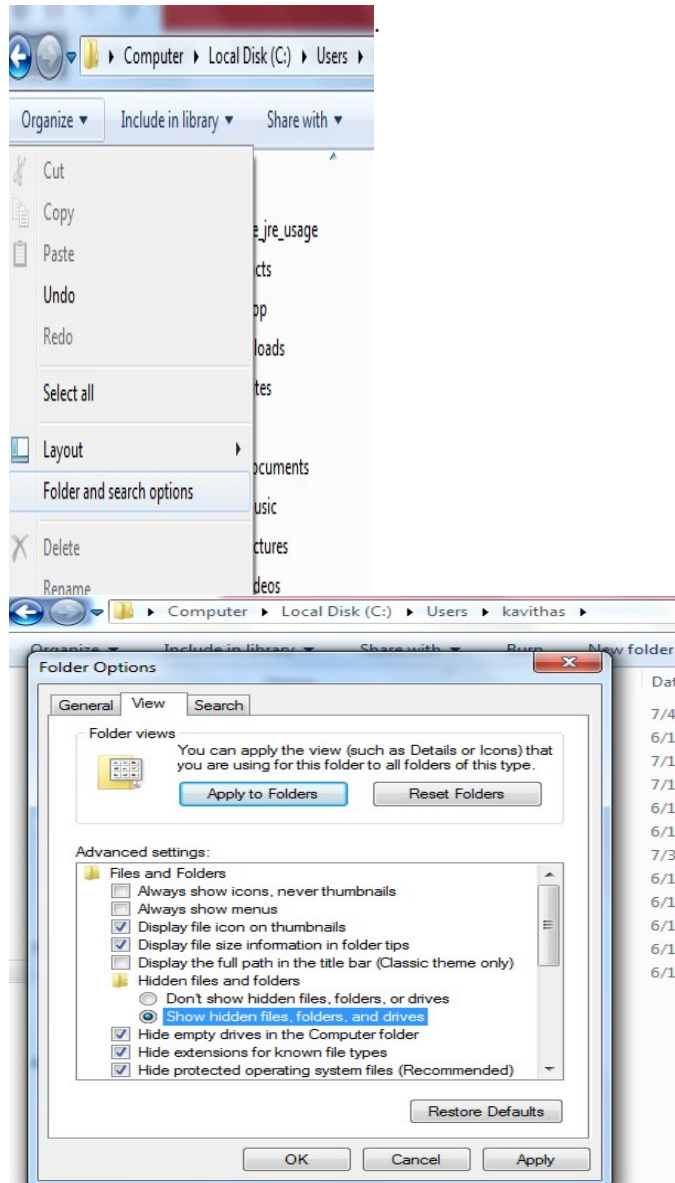 .
Computer Local Disk (C:) Users
Organize Include in library Share with
Cut
Copy
e_jre_usage
Paste
cts
Undo
op
Redo
loads
Select all
tes
Layout
ocuments
Folder and search options
usic
Delete
ctures
Rename
deos
Computer Local Disk (C:) Users kavithas
Organize Include in library Share with Burn New folder
Folder Options
Dat
General View Search
7/4
Folder views
6/1
You can apply the view (such as Details or Icons) that
you are using for this folder to all folders of this type.
7/1
7/1
Apply to Folders Reset Folders
6/1
6/1
Advanced settings:
7/3
Files and Folders
6/1
Always show icons, never thumbnails
6/1
Always show menus
6/1
Display file icon on thumbnails
6/1
Display file size information in folder tips
6/1
Display the full path in the title bar (Classic theme only)
Hidden files and folders
Don't show hidden files, folders, or drives
Show hidden files, folders, and drives
Hide empty drives in the Computer folder
Hide extensions for known file types
Hide protected operating system files (Recommended)
Restore Defaults
OK Cancel Apply